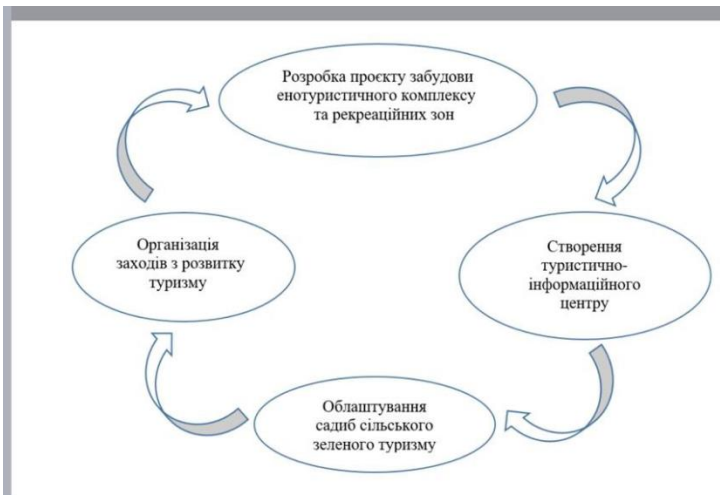 Розробка проєкту забудови
енотуристичного комплексу
та рекреаційних зон
Створення
туристично-
інформаційного
центру
Облаштування
садиб сільського
зеленого туризму
Організація
заходів з розвитку
туризму